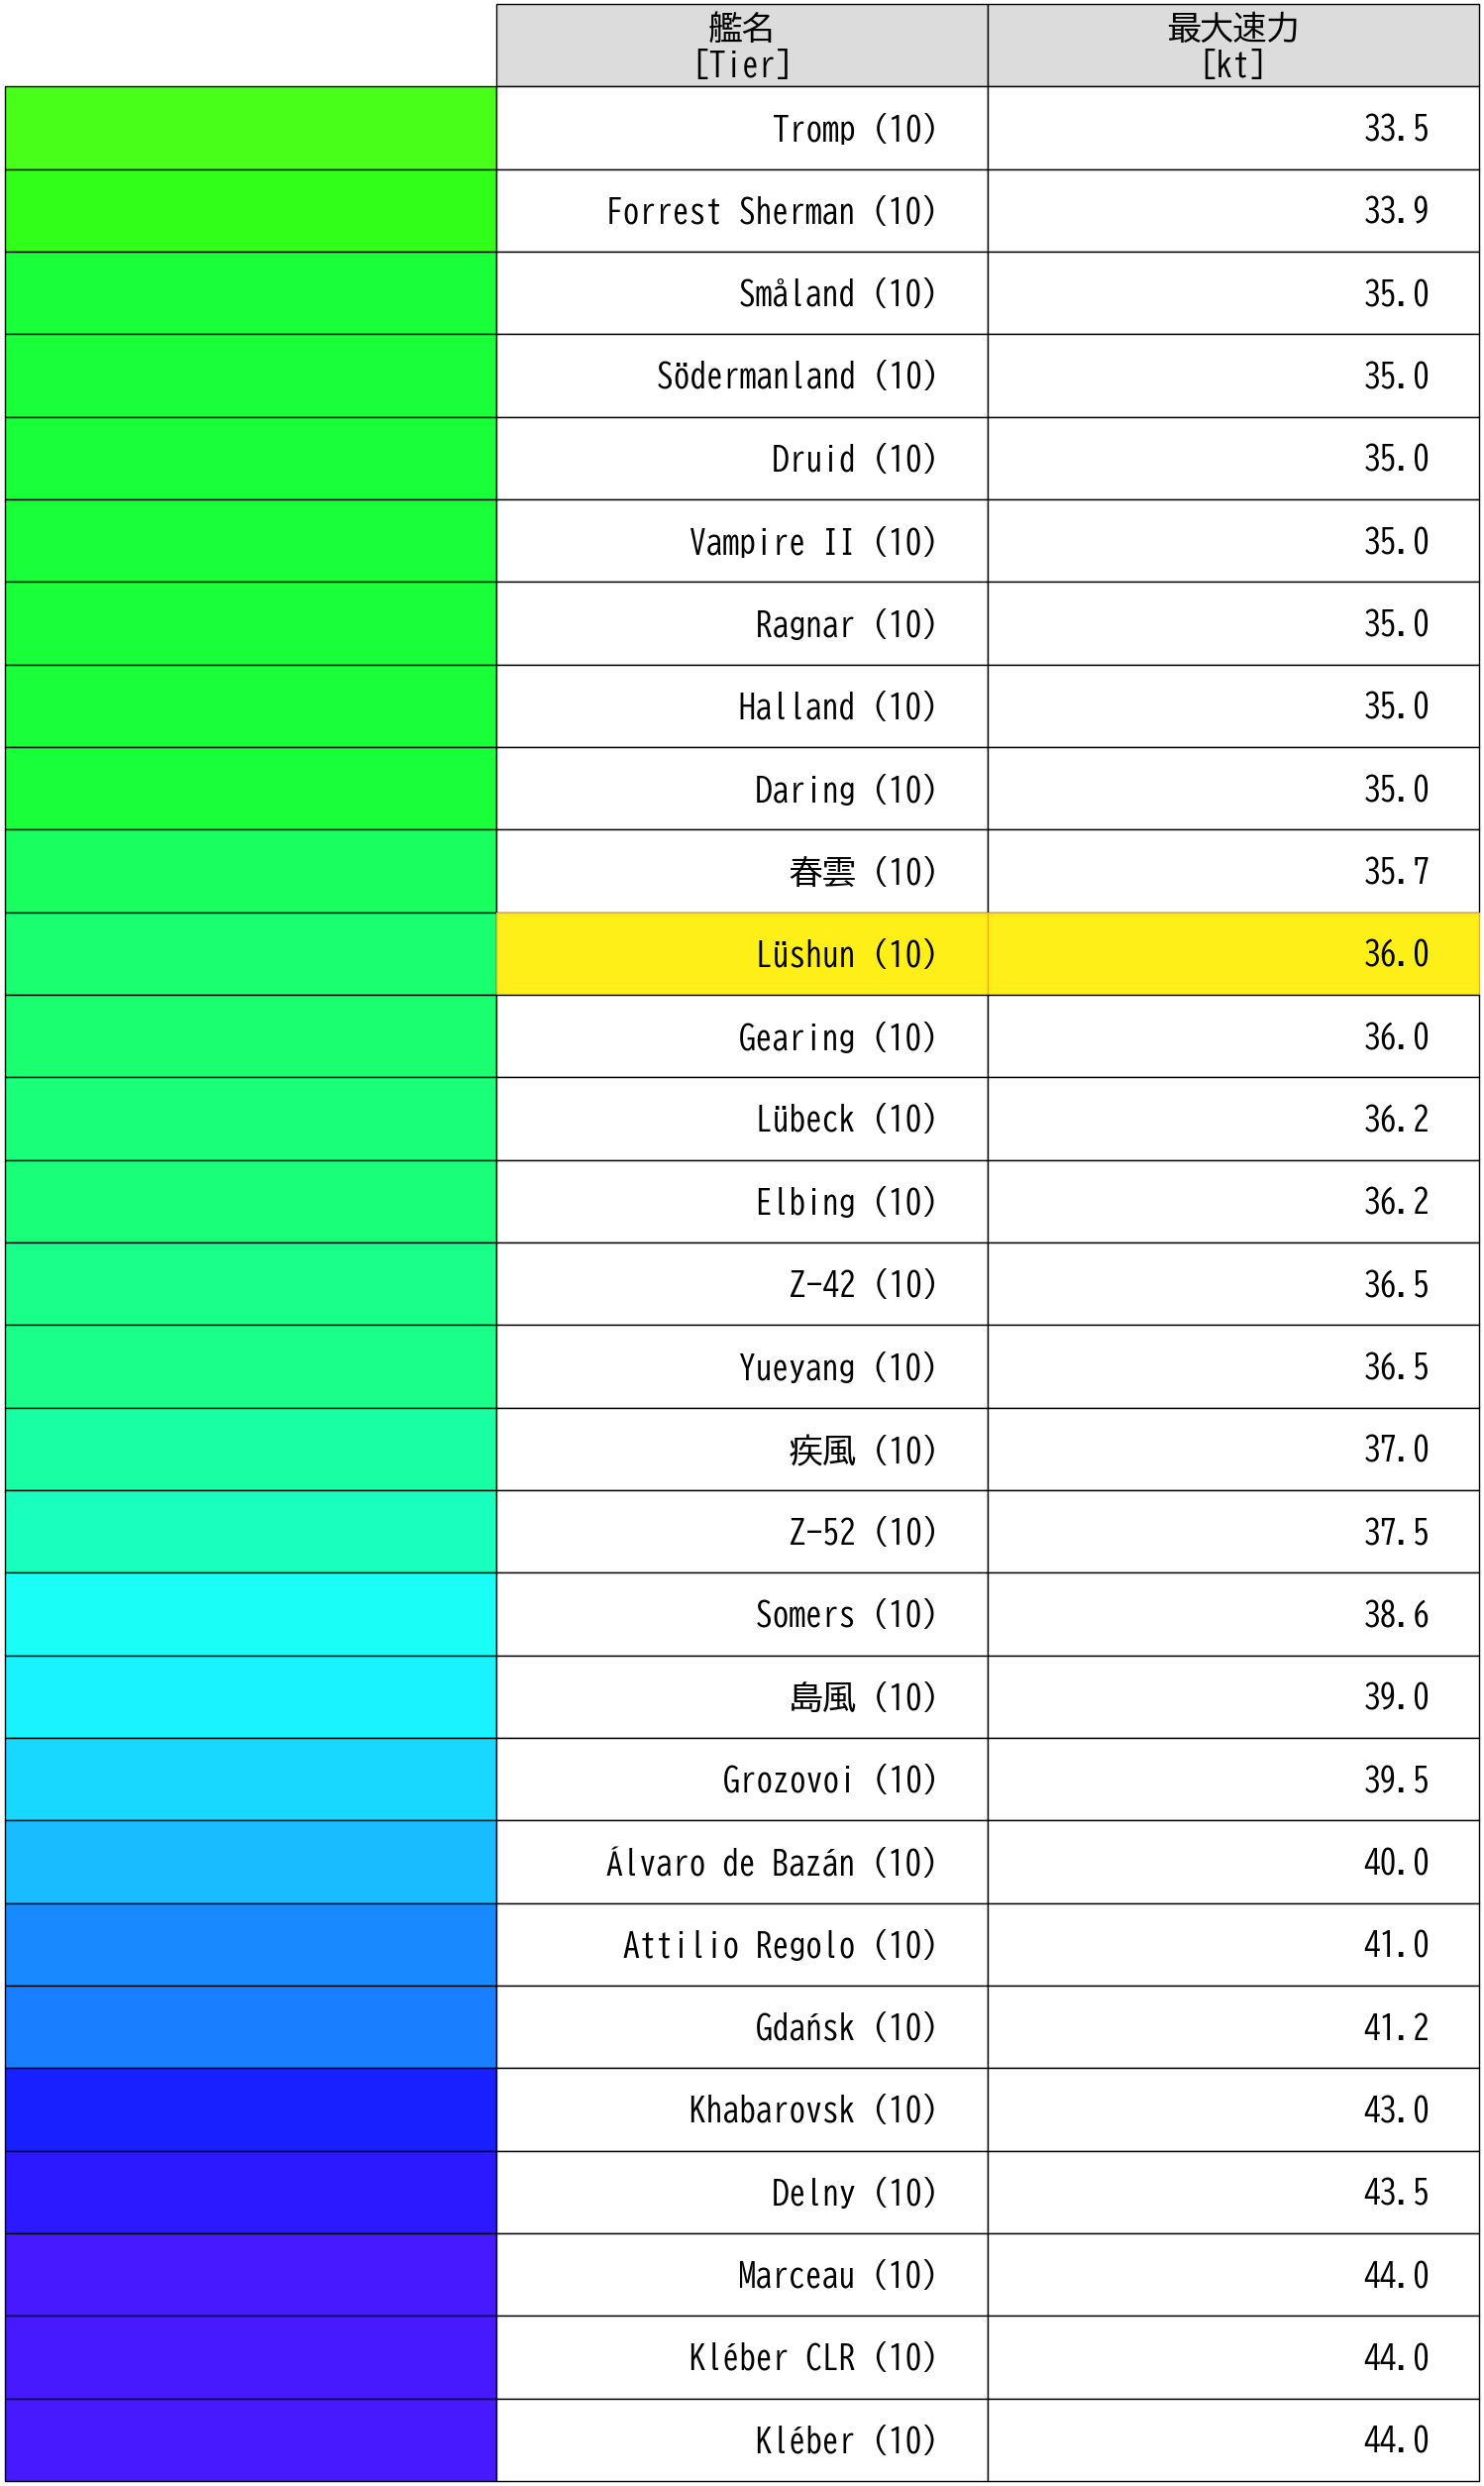 艦名 最大速力
[Tier] [kt]
Tromp (10) 33.5
Forrest Sherman (10) 33.9
Småland (10) 35.0
Södermanland (10) 35.0
Druid (10) 35.0
Vampire II (10) 35.0
Ragnar (10) 35.0
Halland (10) 35.0
Daring (10) 35.0
春雲 (10) 35.7
Lüshun (10) 36.0
Gearing (10) 36.0
Lübeck (10) 36.2
Elbing (10) 36.2
Z-42 (10) 36.5
Yueyang (10) 36.5
疾風 (10) 37.0
Z-52 (10) 37.5
Somers (10) 38.6
島風 (10) 39.0
Grozovoi (10) 39.5
Álvaro de Bazán (10) 40.0
Attilio Regolo (10) 41.0
Gdańsk (10) 41.2
Khabarovsk (10) 43.0
Delny (10) 43.5
Marceau (10) 44.0
Kléber CLR (10) 44.0
Kléber (10) 44.0